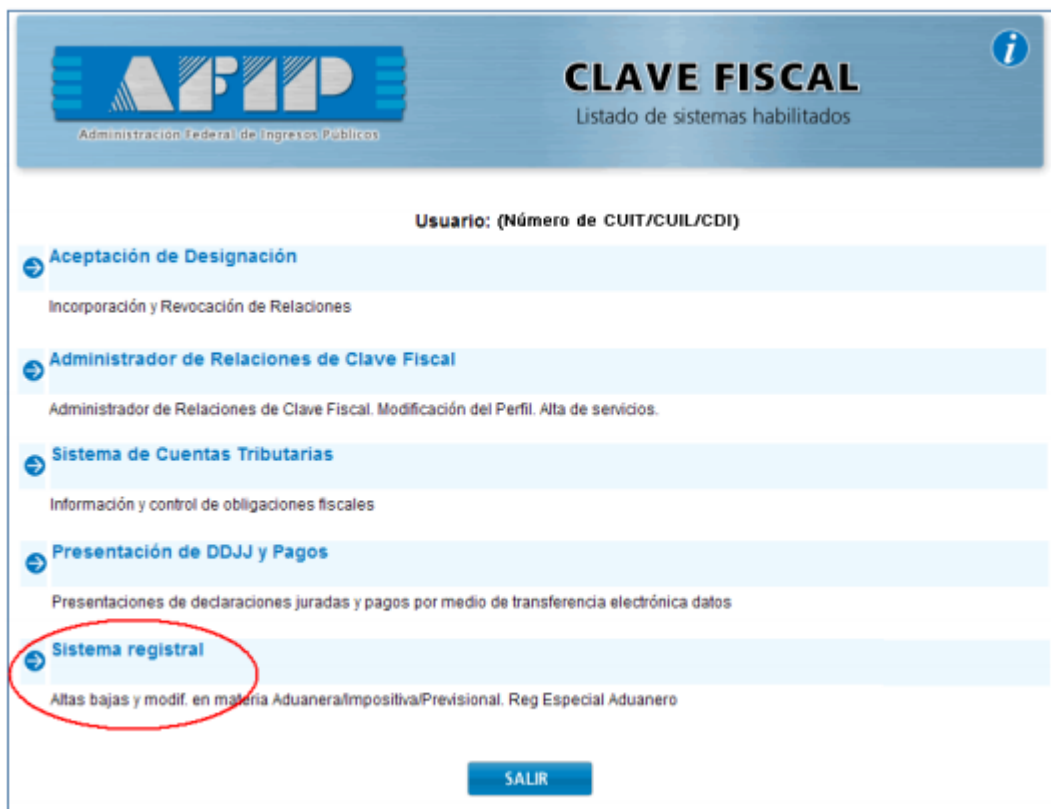 AFIP
Administración Federal de Ingresos Públicos
CLAVE FISCAL
Listado de sistemas habilitados
i
Usuario: (Número de CUIT/CUIL/CDI)
Aceptación de Designación
Incorporación y Revocación de Relaciones
Administrador de Relaciones de Clave Fiscal
Administrador de Relaciones de Clave Fiscal. Modificación del Perfil. Alta de servicios.
Sistema de Cuentas Tributarias
Información y control de obligaciones fiscales
Presentación de DDJJ y Pagos
Presentaciones de declaraciones juradas y pagos por medio de transferencia electrónica datos
Sistema registral
Altas bajas y modif. en materia Aduanera/Impositiva/Previsional. Reg Especial Aduanero
SALIR